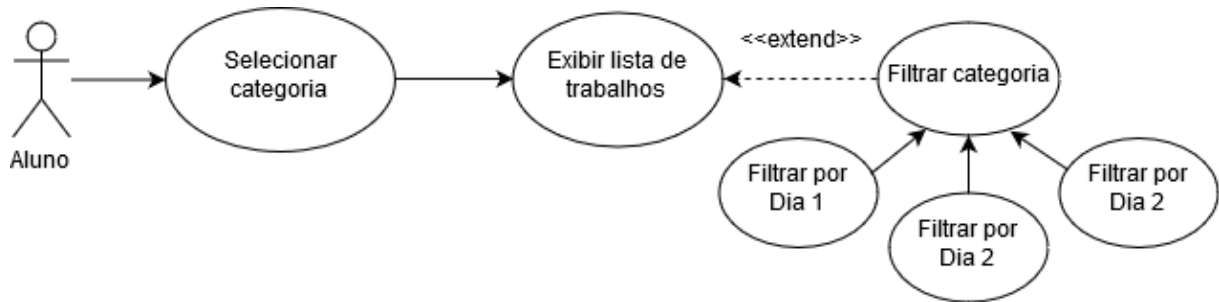 Aluno
Selecionar
categoria
Exibir lista de
trabalhos
<<extend>>
Filtrar categoria
Filtrar por
Dia 1
Filtrar por
Dia 2
Filtrar por
Dia 2